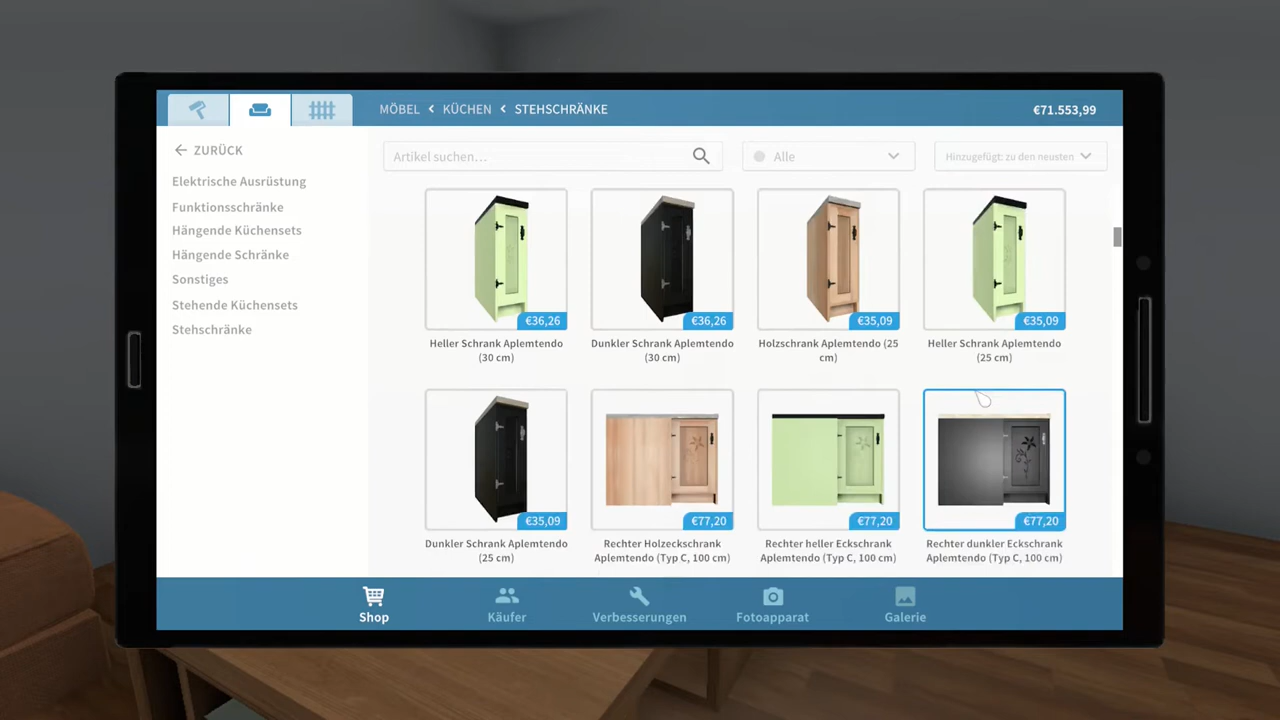 MÖBEL < KÜCHEN < STEHSCHRÄNKE
€71.553,99
ZURÜCK
Elektrische Ausrüstung
Funktionsschränke
Hängende Küchensets
Hängende Schränke
Sonstiges
Stehende Küchensets
Stehschränke
Artikel suchen...
Alle
Hinzugefügt: zu den neusten
€36,26
€36,26
€35,09
€35,09
Heller Schrank Aplemtendo
(30 cm)
Dunkler Schrank Aplemtendo
(30 cm)
Holzschrank Aplemtendo (25
cm)
Heller Schrank Aplemtendo
(25 cm)
€35,09
€77,20
€77,20
€77,20
Dunkler Schrank Aplemtendo
(25 cm)
Rechter Holzeckschrank
Aplemtendo (Typ C, 100 cm)
Rechter heller Eckschrank
Aplemtendo (Typ C, 100 cm)
Rechter dunkler Eckschrank
Aplemtendo (Typ C, 100 cm)
Shop
Käufer
Verbesserungen
Fotoapparat
Galerie